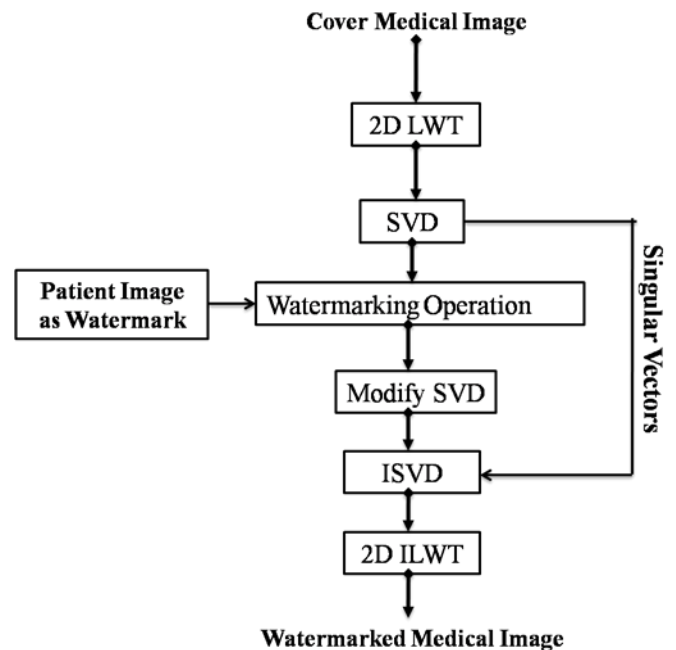 Cover Medical Image
2D LWT
SVD
Singular Vectors
Patient Image
as Watermark
Watermarking Operation
Modify SVD
ISVD
2D ILWT
Watermarked Medical Image